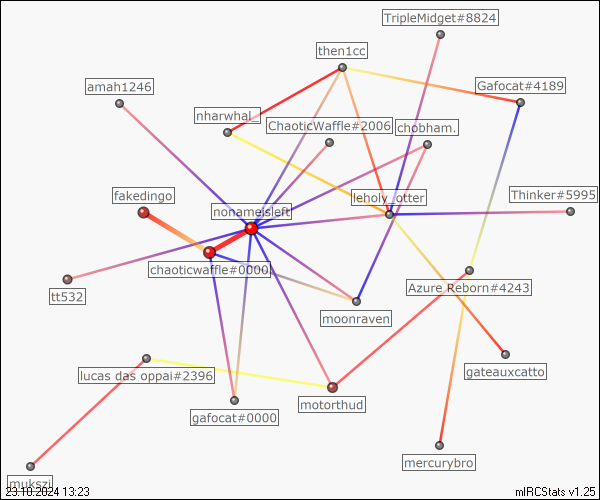 TripleMidget#8824
then1cc
amah1246
Gafocat#4189
nharwhal_
ChaoticWaffle#2006
chobham.
fakedingo
leholy_otter
Thinker#5995
nonameisleft
chaoticwaffle#0000
tt532
Azure Reborn#4243
moonraven
lucas das oppai#2396
gateauxcatto
gafocat#0000
motorthud
mercurybro
mukszi
23.10.2024 13:23
mIRCStats v1.25